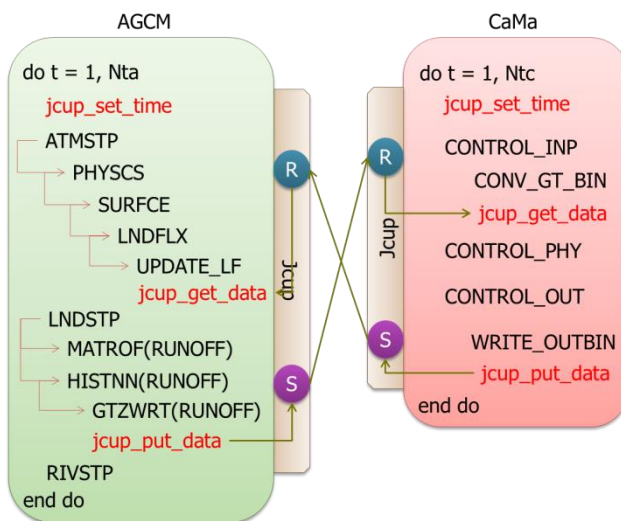 AGCM
do t = 1, Nta
jcup_set_time
ATMSTP
PHYSCS
SURFCE
LNDFLX
UPDATE_LF
jcup_get_data
LNDSTP
MATROF(RUNOFF)
HISTNN(RUNOFF)
GTZWRT(RUNOFF)
jcup_put_data
RIVSTP
end do
R
Jcup
S
CaMa
R
Jcup
S
do t = 1, Ntc
jcup_set_time
CONTROL_INP
CONV_GT_BIN
jcup_get_data
CONTROL_PHY
CONTROL_OUT
WRITE_OUTBIN
jcup_put_data
end do